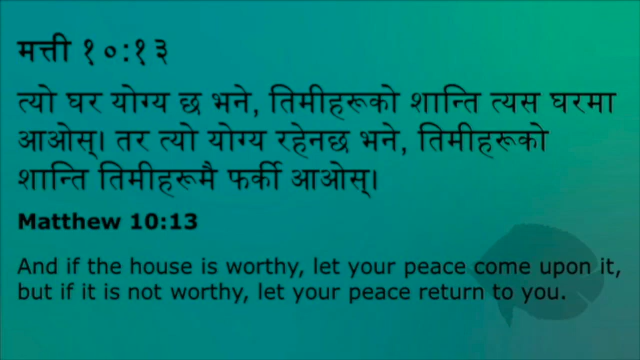 मत्ती १०:१३
त्यो घर योग्य छ भने, तिमीहरूको शान्ति त्यस घरमा
आओस्। तर त्यो योग्य रहेनछ भने, तिमीहरूको
शान्ति तिमीहरूमै फर्की आओस्।
Matthew 10:13
And if the house is worthy, let your peace come upon it,
but if it is not worthy, let your peace return to you.